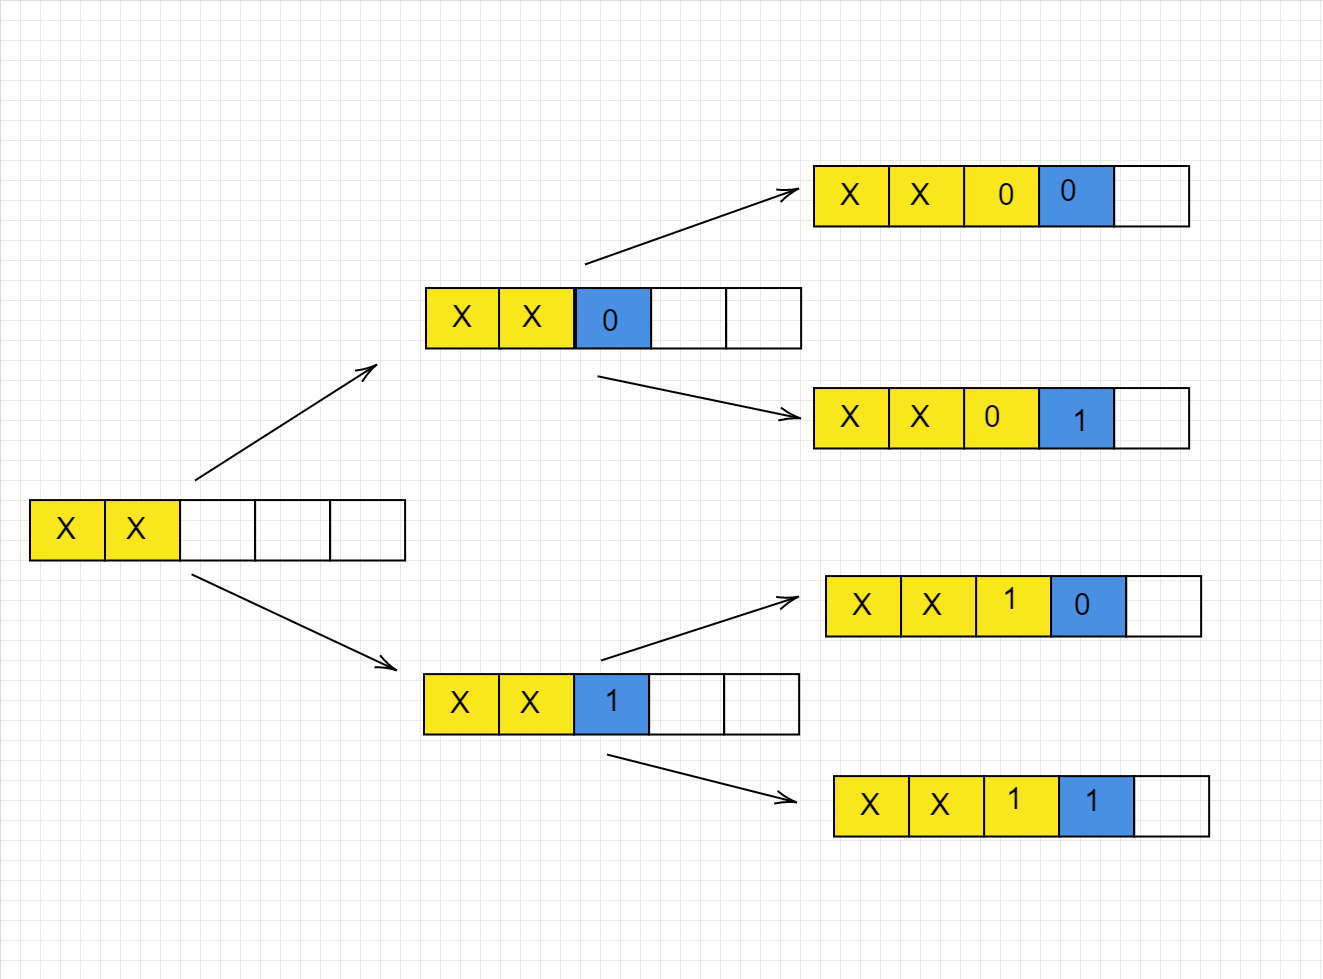 X X 0 0
X X 0
X X 0 1
X X
X X 1 0
X X 1
X X 1 1